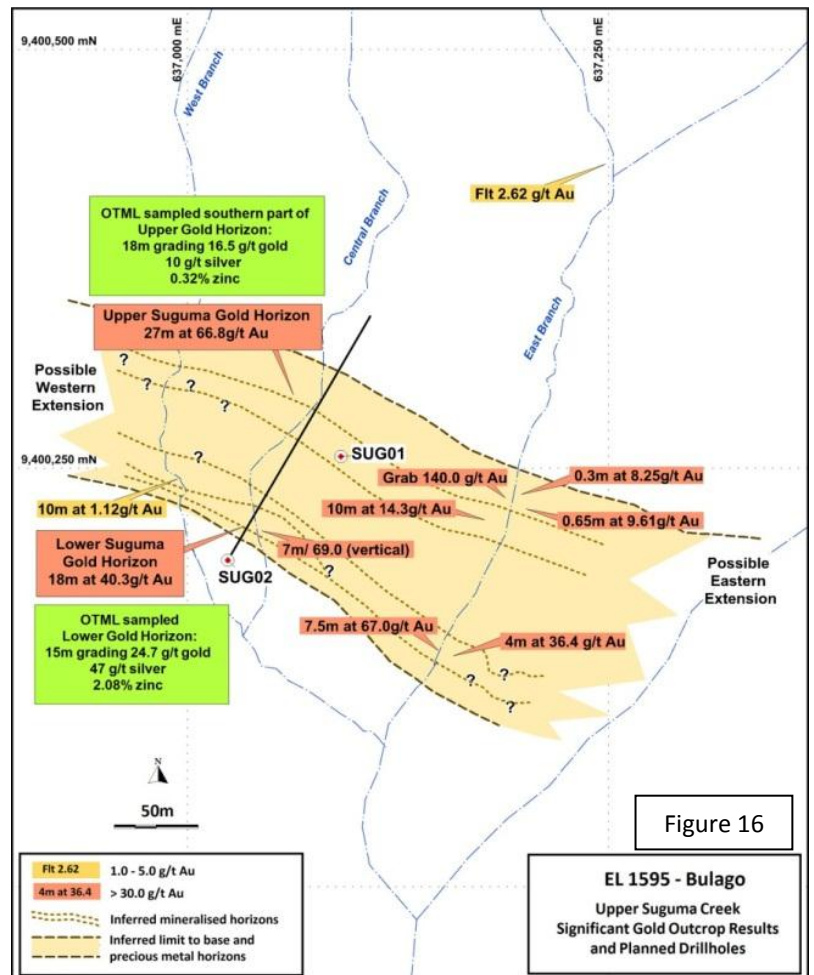 9,400,500 mN
637,000 mE
637,250 mE
West Branch
Flt 2.62 g/t Au
OTML sampled southern part of
Upper Gold Horizon:
18m grading 16.5 g/t gold
10 g/t silver
0.32% zinc
Central Branch
Upper Suguma Gold Horizon
27m at 66.8g/t Au
East Branch
?
?
?
?
Possible
Western
Extension
9,400,250 mN
?
SUG01
Grab 140.0 g/t Au
0.3m at 8.25g/t Au
10m at 1.12g/t Au
10m at 14.3g/t Au
0.65m at 9.61g/t Au
Lower Suguma
Gold Horizon
18m at 40.3g/t Au
7m/ 69.0 (vertical)
SUG02
?
Possible
Eastern
Extension
OTML sampled
Lower Gold Horizon:
15m grading 24.7 g/t gold
47 g/t silver
2.08% zinc
7.5m at 67.0g/t Au
4m at 36.4 g/t Au
?
?
?
N
50m
Figure 16
Flt 2.62
1.0 - 5.0 g/t Au
4m at 36.4
> 30.0 g/t Au
Inferred mineralised horizons
Inferred limit to base and
precious metal horizons
EL 1595 - Bulago
Upper Suguma Creek
Significant Gold Outcrop Results
and Planned Drillholes